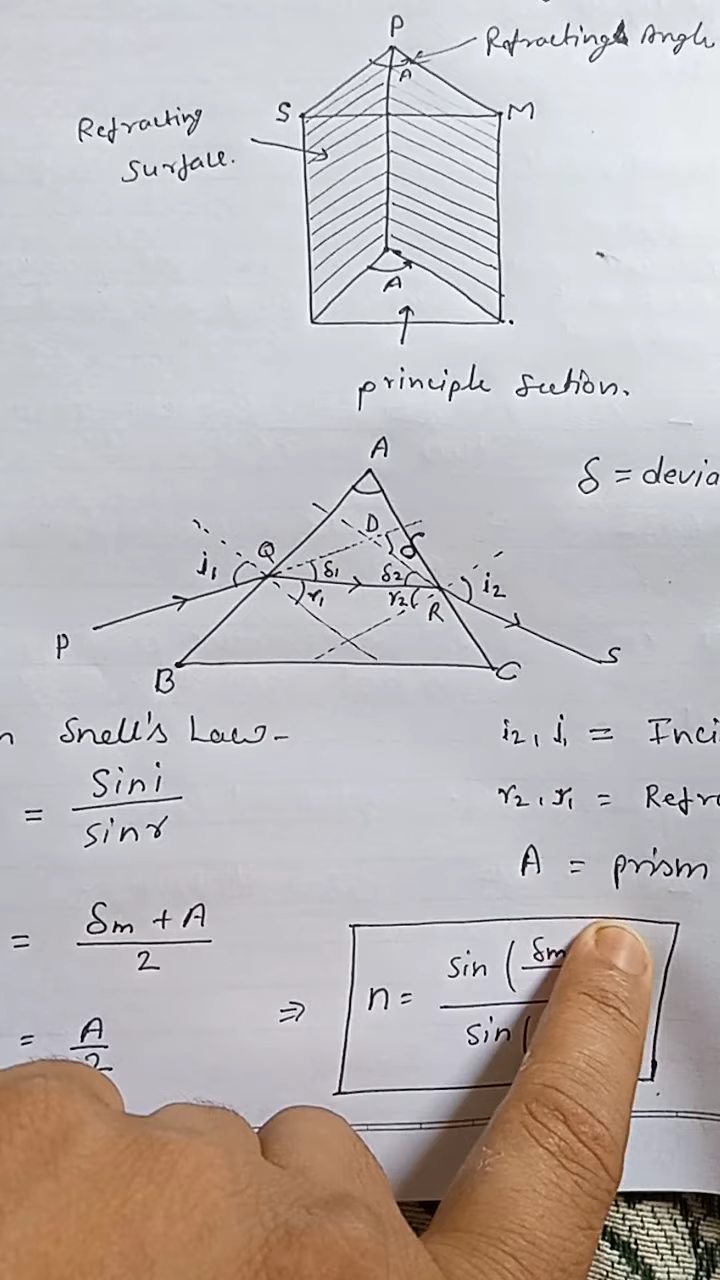 P
Refracting Angle
A
S
M
Refracting
Surface.
A
principle Section.
A
δ = devia
D
Q
δ
i₁
δ₁
δ₂
i₂
r₁
r₂
R
P
S
B
C
n Snell's Law-
i₂, i₁ = Inci
= Sin i / sin r
r₂, r₁ = Refr
A = prism
= δm + A / 2
⇒ n = sin ( δm / sin (
= A / 2